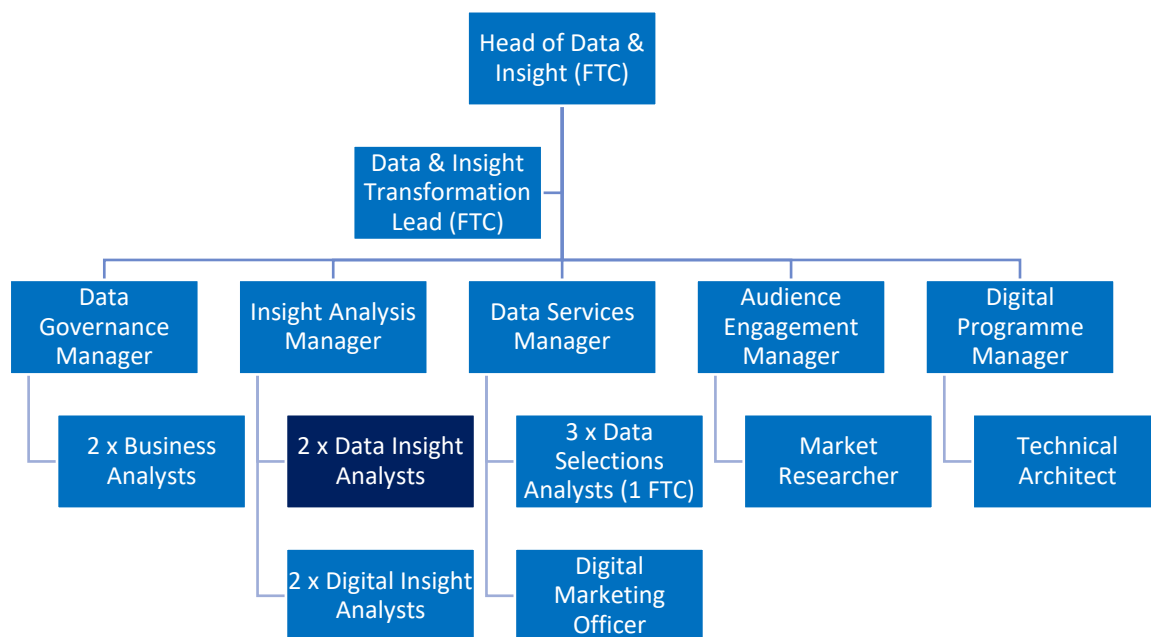 Head of Data &
Insight (FTC)
Data & Insight
Transformation
Lead (FTC)
Data
Governance
Manager
Insight Analysis
Manager
Data Services
Manager
Audience
Engagement
Manager
Digital
Programme
Manager
2 x Business
Analysts
2 x Data Insight
Analysts
3 x Data
Selections
Analysts (1 FTC)
Market
Researcher
Technical
Architect
2 x Digital Insight
Analysts
Digital
Marketing
Officer